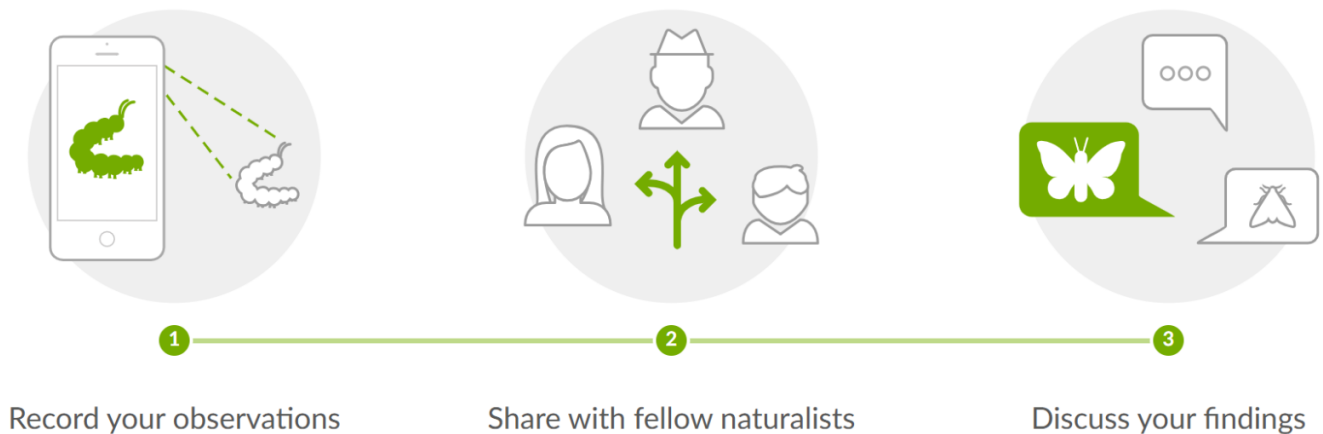 1
2
3
Record your observations
Share with fellow naturalists
Discuss your findings